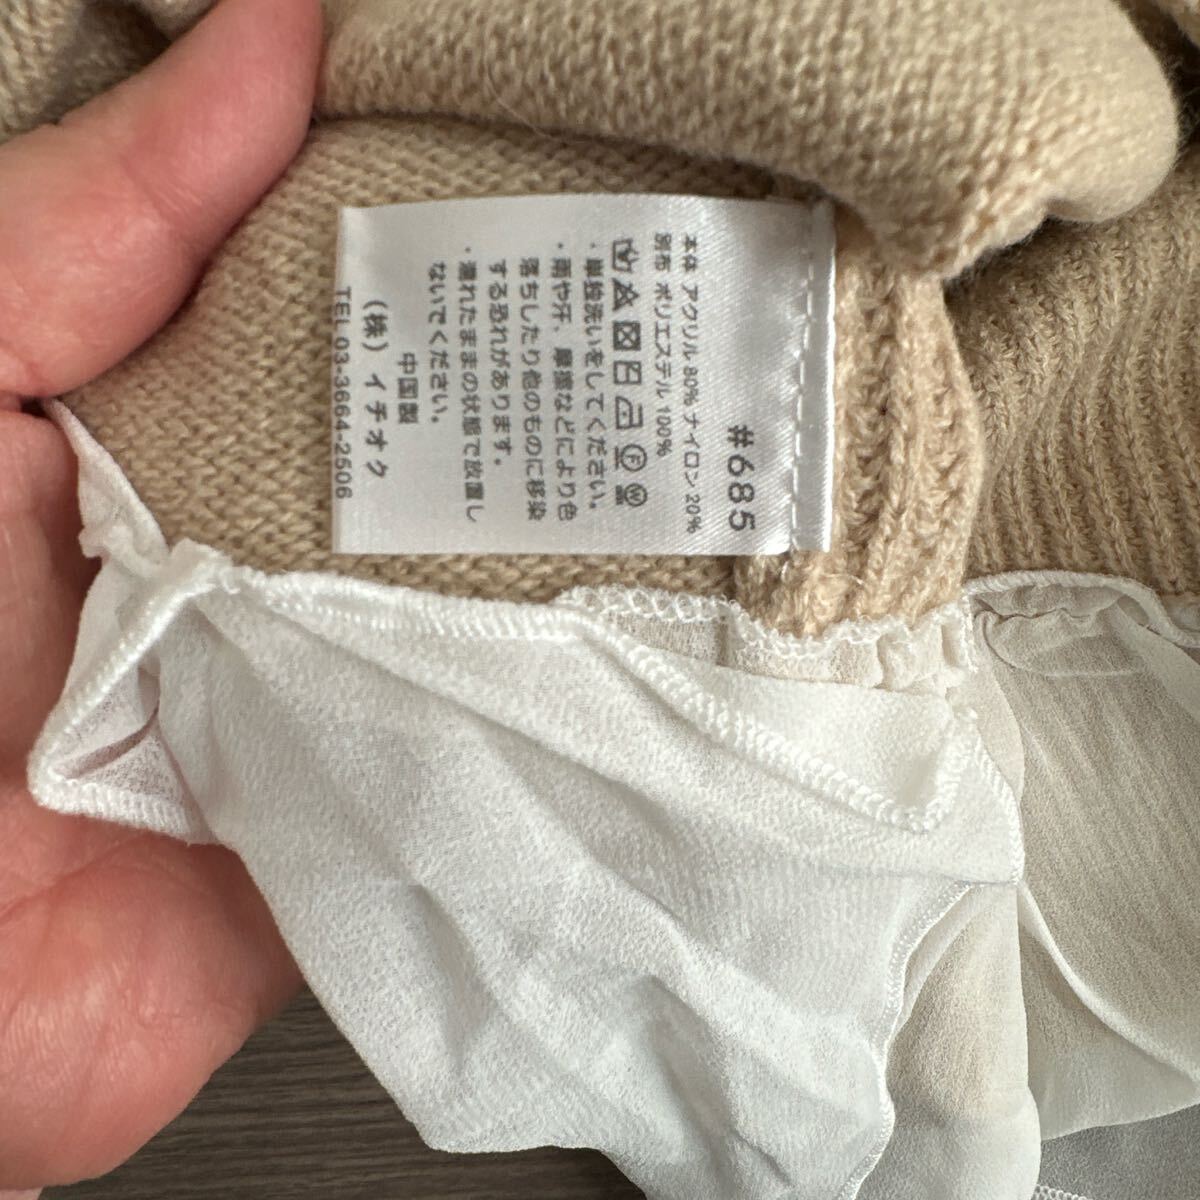 #685
本体 アクリル 80% ナイロン 20%
別布 ポリエステル 100%
F W
・単独洗いをしてください。
・雨や汗、摩擦などにより色
落ちしたり他のものに移染
する恐れがあります。
・濡れたままの状態で放置し
ないでください。
中国製
(株) イチオク
TEL 03-3664-2506